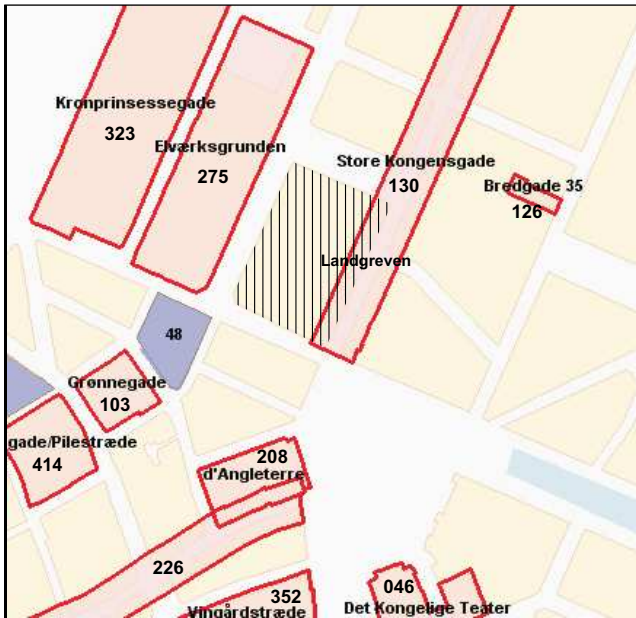 Kronprinsessegade
323
Elværksgrunden
275
Store Kongensgade
130
Bredgade 35
126
Landgreven
48
Grønnegade
103
gade/Pilestræde
414
208
d'Angleterre
226
352
Vingårdstræde
046
Det Kongelige Teater